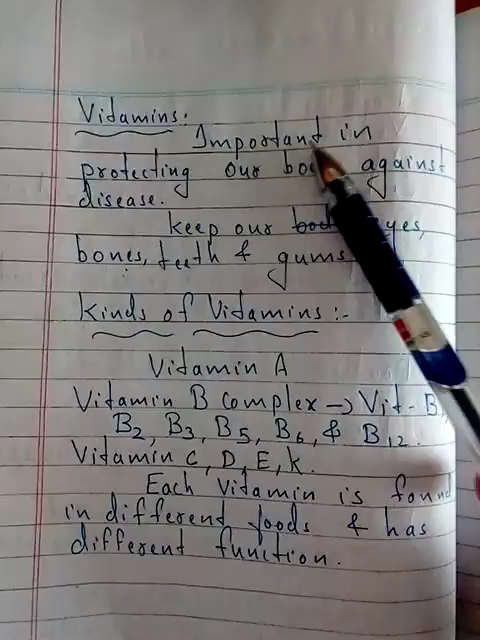 Vitamins:
Important in
protecting our against
disease.
keep our
bones, teeth & gums
Kinds of Vitamins :-
Vitamin A
Vitamin B complex → Vit-B,
B2, B3, B5, B6, & B12.
Vitamin C, D, E, K.
Each Vitamin is found
in different foods & has
different function.